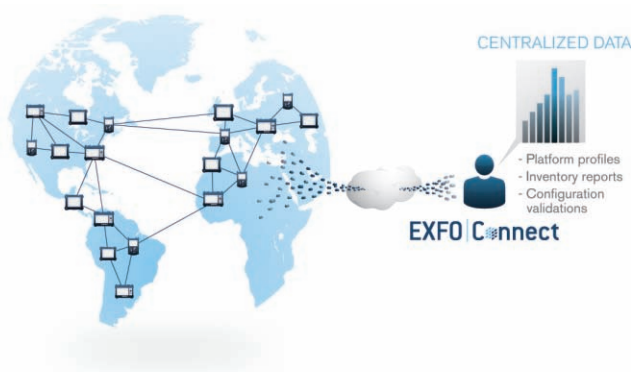 CENTRALIZED DATA
- Platform profiles
- Inventory reports
- Configuration
validations
EXFO Connect